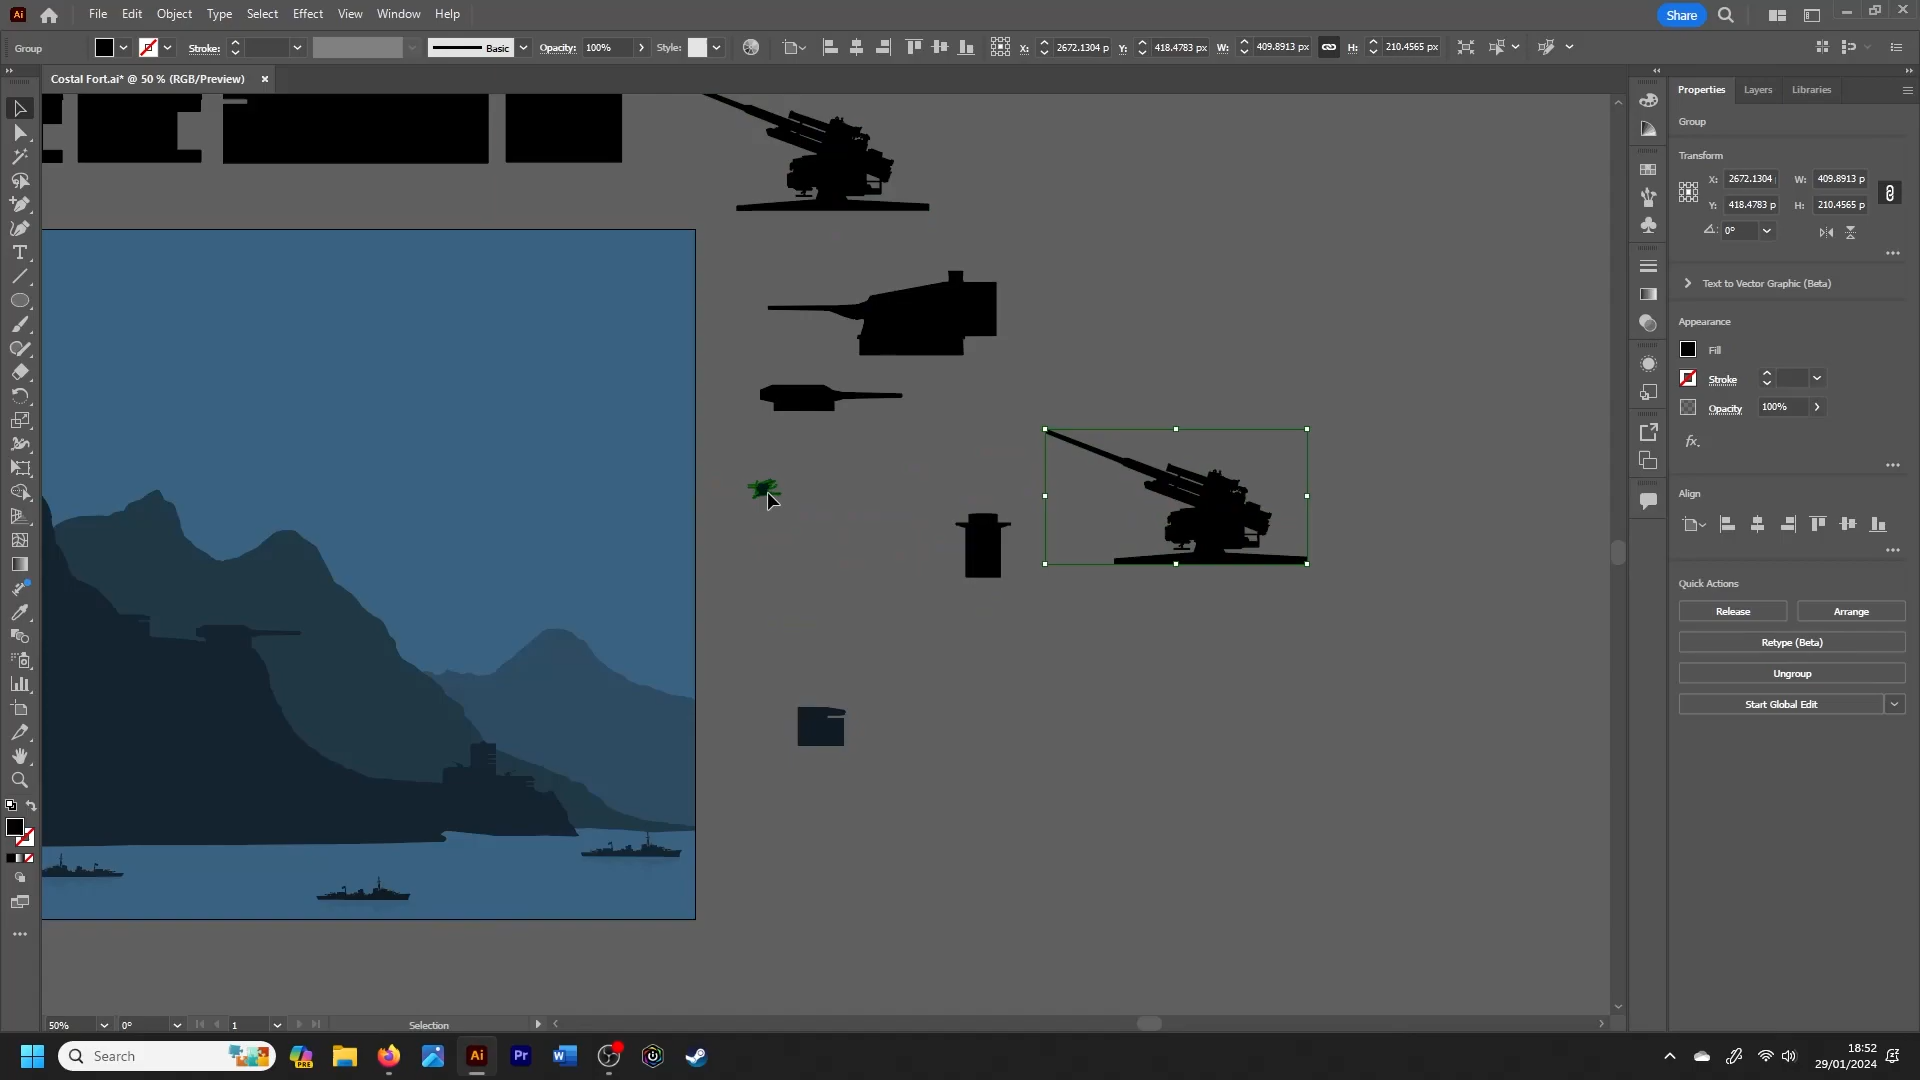 Ai File Edit Object Type Select Effect View Window Help Share
Group Stroke: Basic Opacity: 100% Style: X: 2672.1304 p Y: 418.4783 px W: 409.8913 px H: 210.4565 px
Costal Fort.ai* @ 50 % (RGB/Preview) ×
Properties Layers Libraries
Group
Transform
X: 2672.1304 W: 409.8913 p
Y: 418.4783 p H: 210.4565 p
0°
Text to Vector Graphic (Beta)
Appearance
Fill
Stroke
Opacity 100%
fx.
Align
Quick Actions
Release Arrange
Retype (Beta)
Ungroup
Start Global Edit
50% 0° 1 Selection
Search PRE Ai Pr W 18:52
29/01/2024